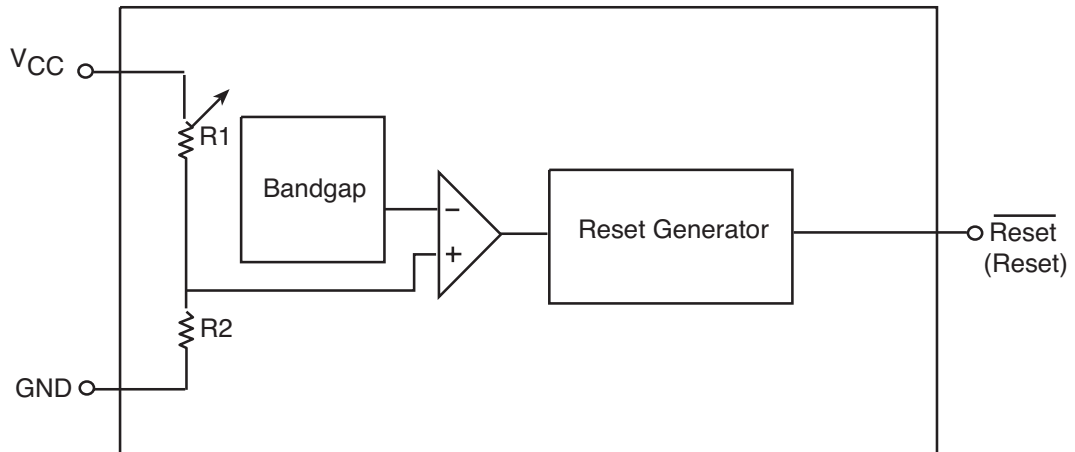 VCC
R1
Bandgap
−
+
Reset Generator
Reset
(Reset)
R2
GND